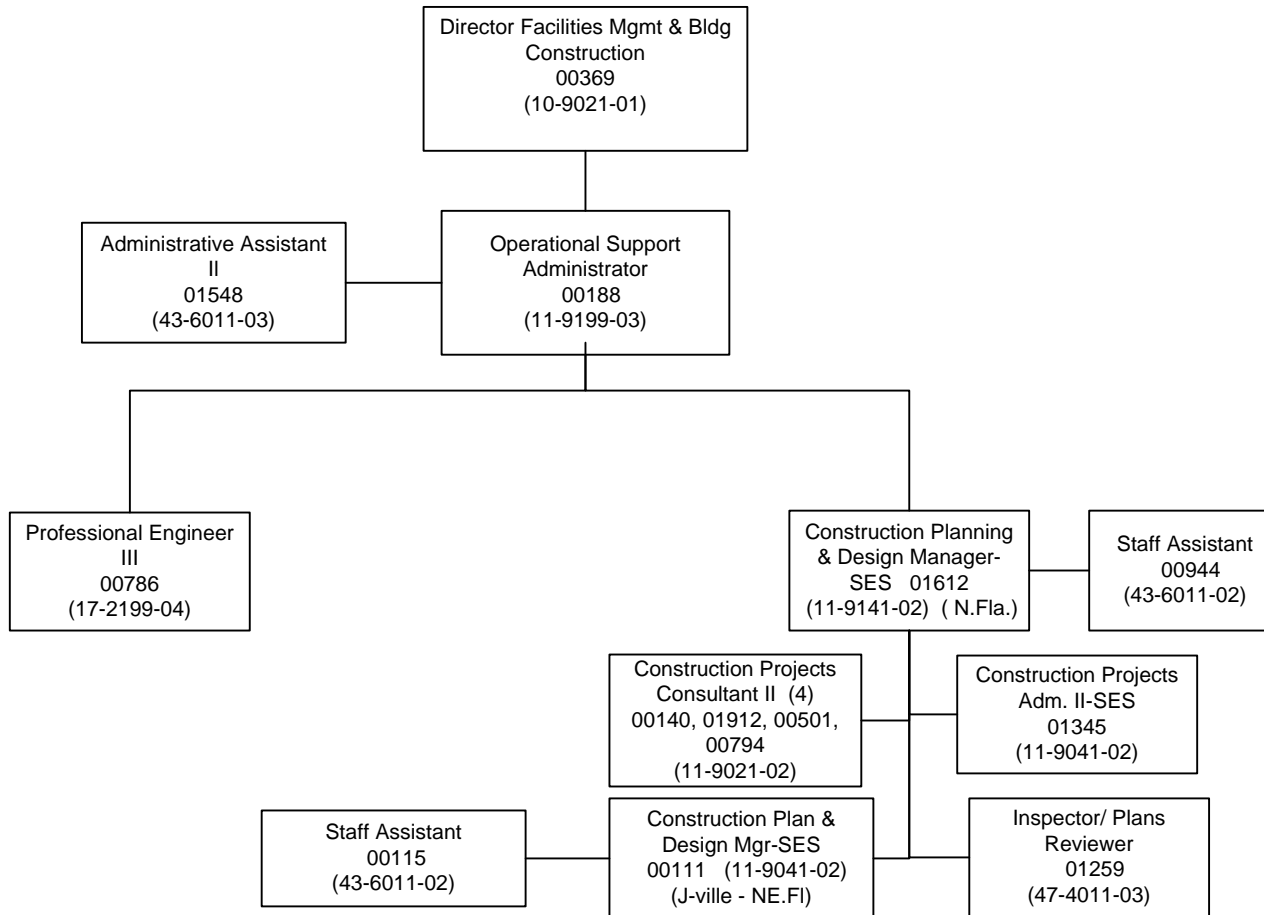 Director Facilities Mgmt & Bldg
Construction
00369
(10-9021-01)
Administrative Assistant
II
01548
(43-6011-03)
Operational Support
Administrator
00188
(11-9199-03)
Professional Engineer
III
00786
(17-2199-04)
Construction Planning
& Design Manager-
SES 01612
(11-9141-02) ( N.Fla.)
Staff Assistant
00944
(43-6011-02)
Construction Projects
Consultant II (4)
00140, 01912, 00501,
00794
(11-9021-02)
Construction Projects
Adm. II-SES
01345
(11-9041-02)
Staff Assistant
00115
(43-6011-02)
Construction Plan &
Design Mgr-SES
00111 (11-9041-02)
(J-ville - NE.Fl)
Inspector/ Plans
Reviewer
01259
(47-4011-03)